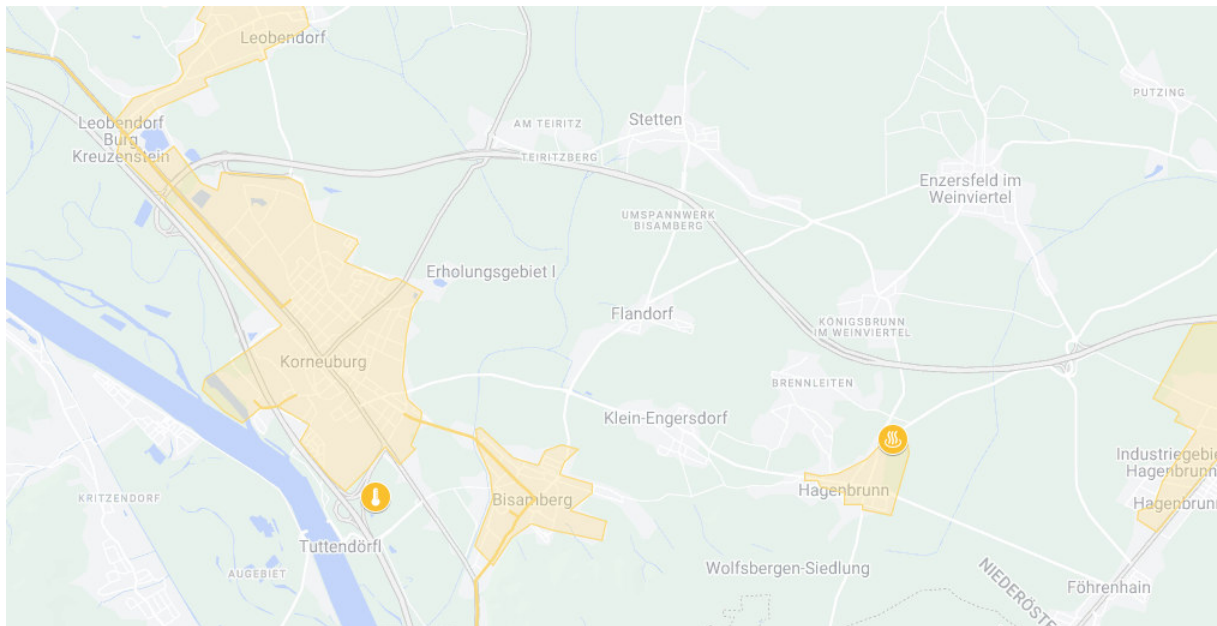 Leobendorf
Leobendorf
Burg
Kreuzenstein
AM TEIRITZ
Stetten
TEIRITZBERG
PUTZING
Enzersfeld im
Weinviertel
UMSPANNWERK
BISAMBERG
Erholungsgebiet I
Flandorf
KÖNIGSBRUNN
IM WEINVIERTEL
Korneuburg
BRENNLEITEN
Klein-Engersdorf
Industriegebie
Hagenbrunn
KRITZENDORF
Bisamberg
Hagenbrunn
Hagenbrunn
Tuttendörfl
AUGEBIET
Wolfsbergen-Siedlung
NIEDERÖSTE
Föhrenhain